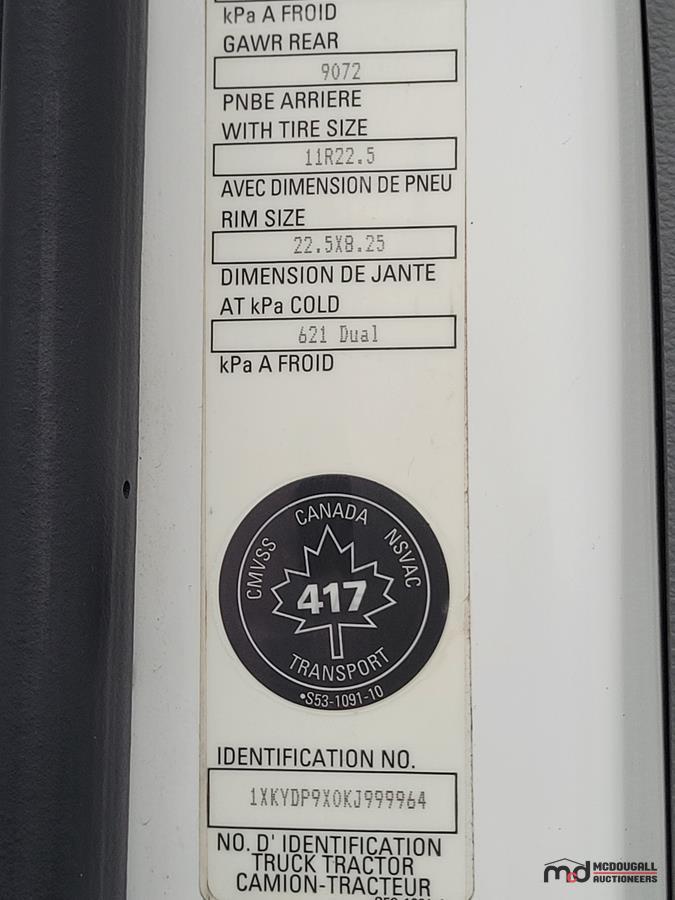 kPa A FROID
GAWR REAR
9072
PNBE ARRIERE
WITH TIRE SIZE
11R22.5
AVEC DIMENSION DE PNEU
RIM SIZE
22.5X8.25
DIMENSION DE JANTE
AT kPa COLD
621 Dual
kPa A FROID
CANADA
CMVSS NSVAC
417
TRANSPORT
•S53-1091-10
IDENTIFICATION NO.
1XKYDP9X0KJ999964
NO. D' IDENTIFICATION
TRUCK TRACTOR
CAMION-TRACTEUR
md MCDOUGALL
AUCTIONEERS